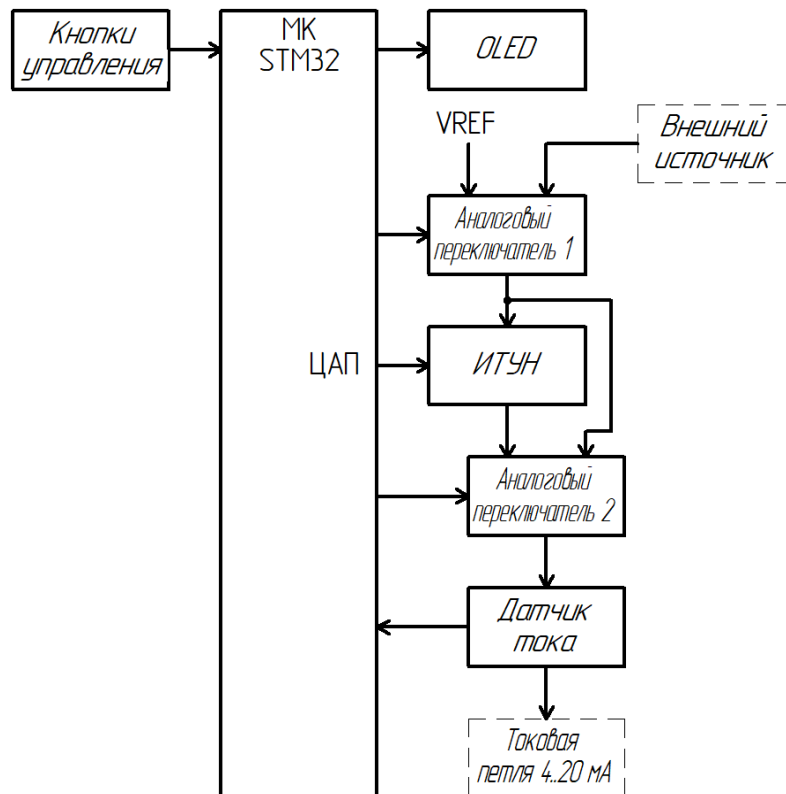 Кнопки
управления
МК
STM32
OLED
VREF
Внешний
источник
Аналоговый
переключатель 1
ЦАП
ИТУН
Аналоговый
переключатель 2
Датчик
тока
Токовая
петля 4..20 мА